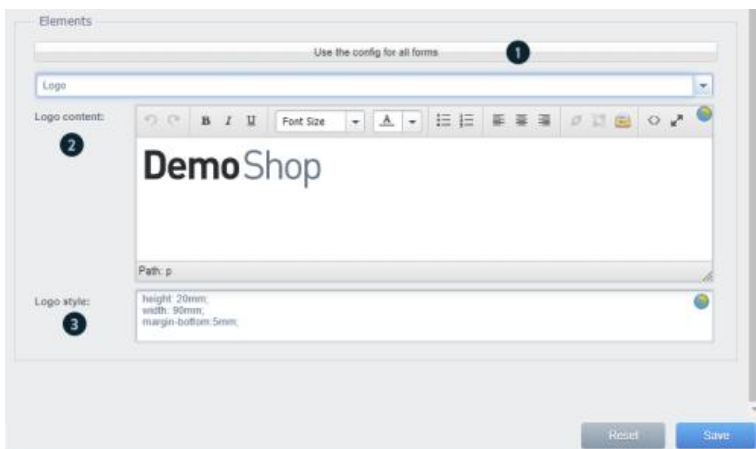 Elements
Use the config for all forms
1
Logo
Logo content:
2
B I U Font Size A
DemoShop
Path: p
Logo style:
3
height: 20mm;
width: 90mm;
margin-bottom:5mm;
Reset
Save